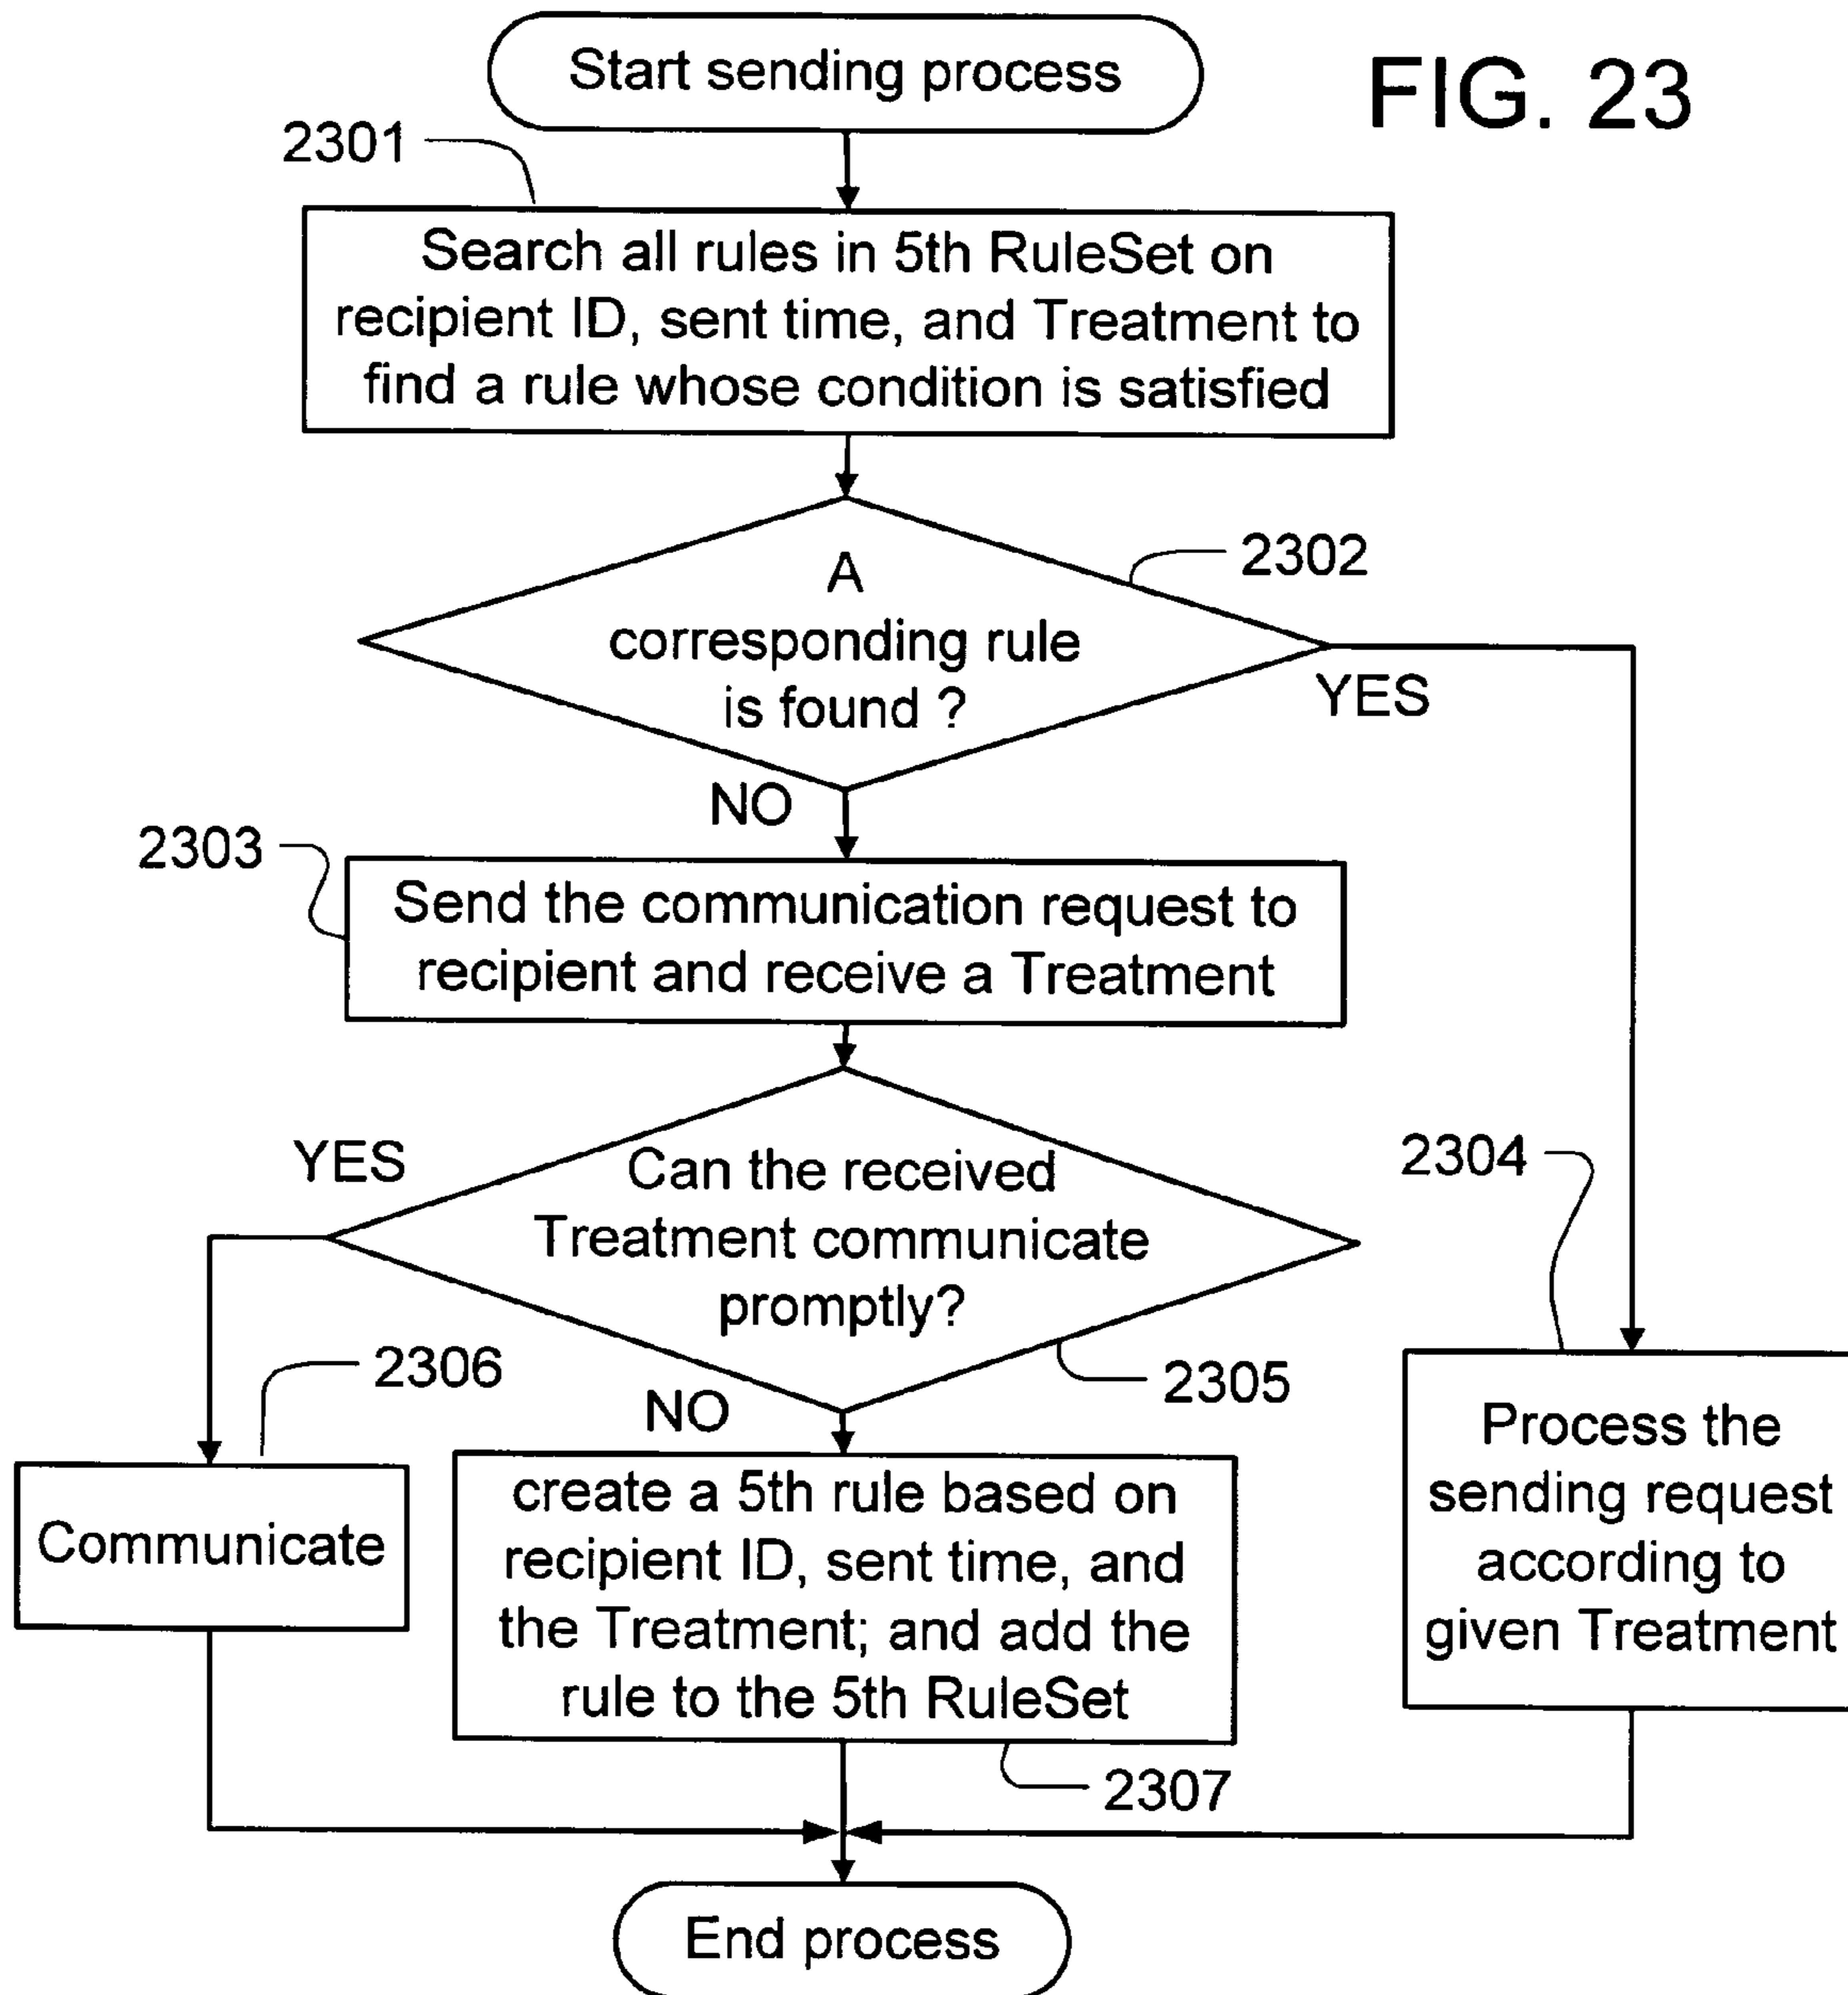 Start sending process
FIG. 23
2301
Search all rules in 5th RuleSet on
recipient ID, sent time, and Treatment to
find a rule whose condition is satisfied
2302
A
corresponding rule
is found ?
YES
NO
2303
Send the communication request to
recipient and receive a Treatment
YES
Can the received
Treatment communicate
promptly?
2304
2305
2306
NO
Communicate
create a 5th rule based on
recipient ID, sent time, and
the Treatment; and add the
rule to the 5th RuleSet
Process the
sending request
according to
given Treatment
2307
End process